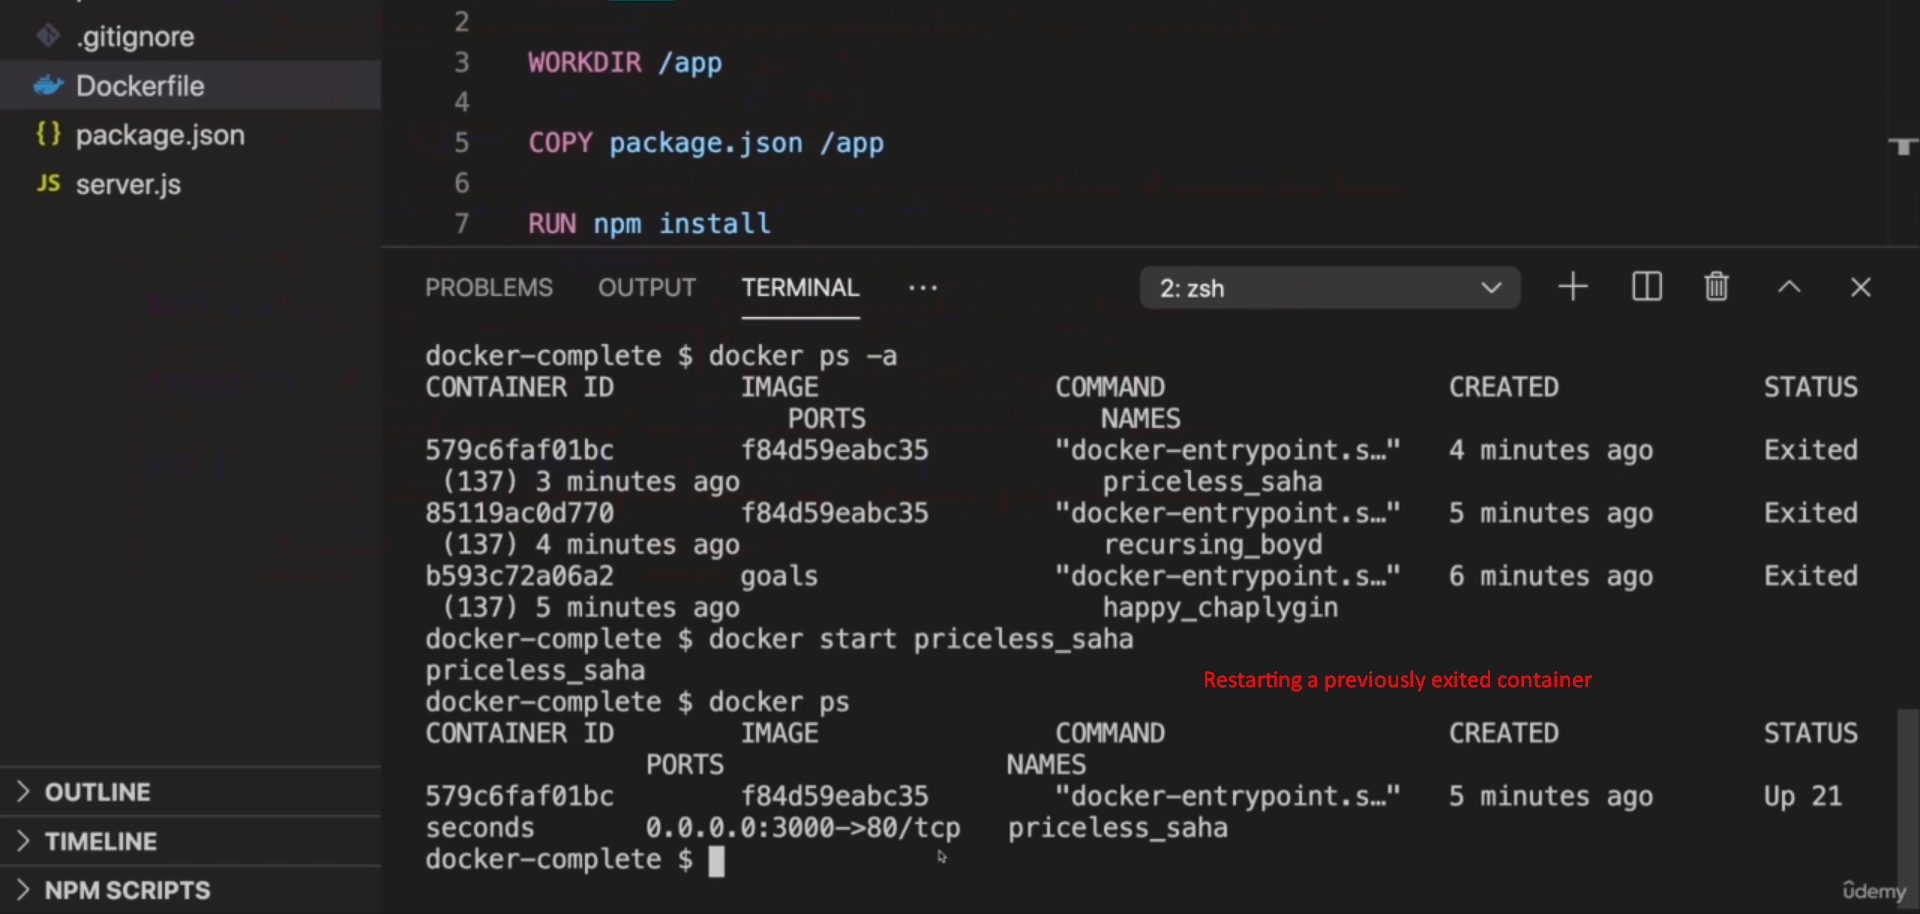 .gitignore
Dockerfile
{} package.json
JS server.js
OUTLINE
TIMELINE
NPM SCRIPTS
2
3 WORKDIR /app
4
5 COPY package.json /app
6
7 RUN npm install
PROBLEMS OUTPUT TERMINAL ··· 2: zsh
docker-complete $ docker ps -a
CONTAINER ID IMAGE COMMAND CREATED STATUS
PORTS NAMES
579c6faf01bc f84d59eabc35 "docker-entrypoint.s…" 4 minutes ago Exited
(137) 3 minutes ago priceless_saha
85119ac0d770 f84d59eabc35 "docker-entrypoint.s…" 5 minutes ago Exited
(137) 4 minutes ago recursing_boyd
b593c72a06a2 goals "docker-entrypoint.s…" 6 minutes ago Exited
(137) 5 minutes ago happy_chaplygin
docker-complete $ docker start priceless_saha
priceless_saha
Restarting a previously exited container
docker-complete $ docker ps
CONTAINER ID IMAGE COMMAND CREATED STATUS
PORTS NAMES
579c6faf01bc f84d59eabc35 "docker-entrypoint.s…" 5 minutes ago Up 21
seconds 0.0.0.0:3000->80/tcp priceless_saha
docker-complete $
ûdemy